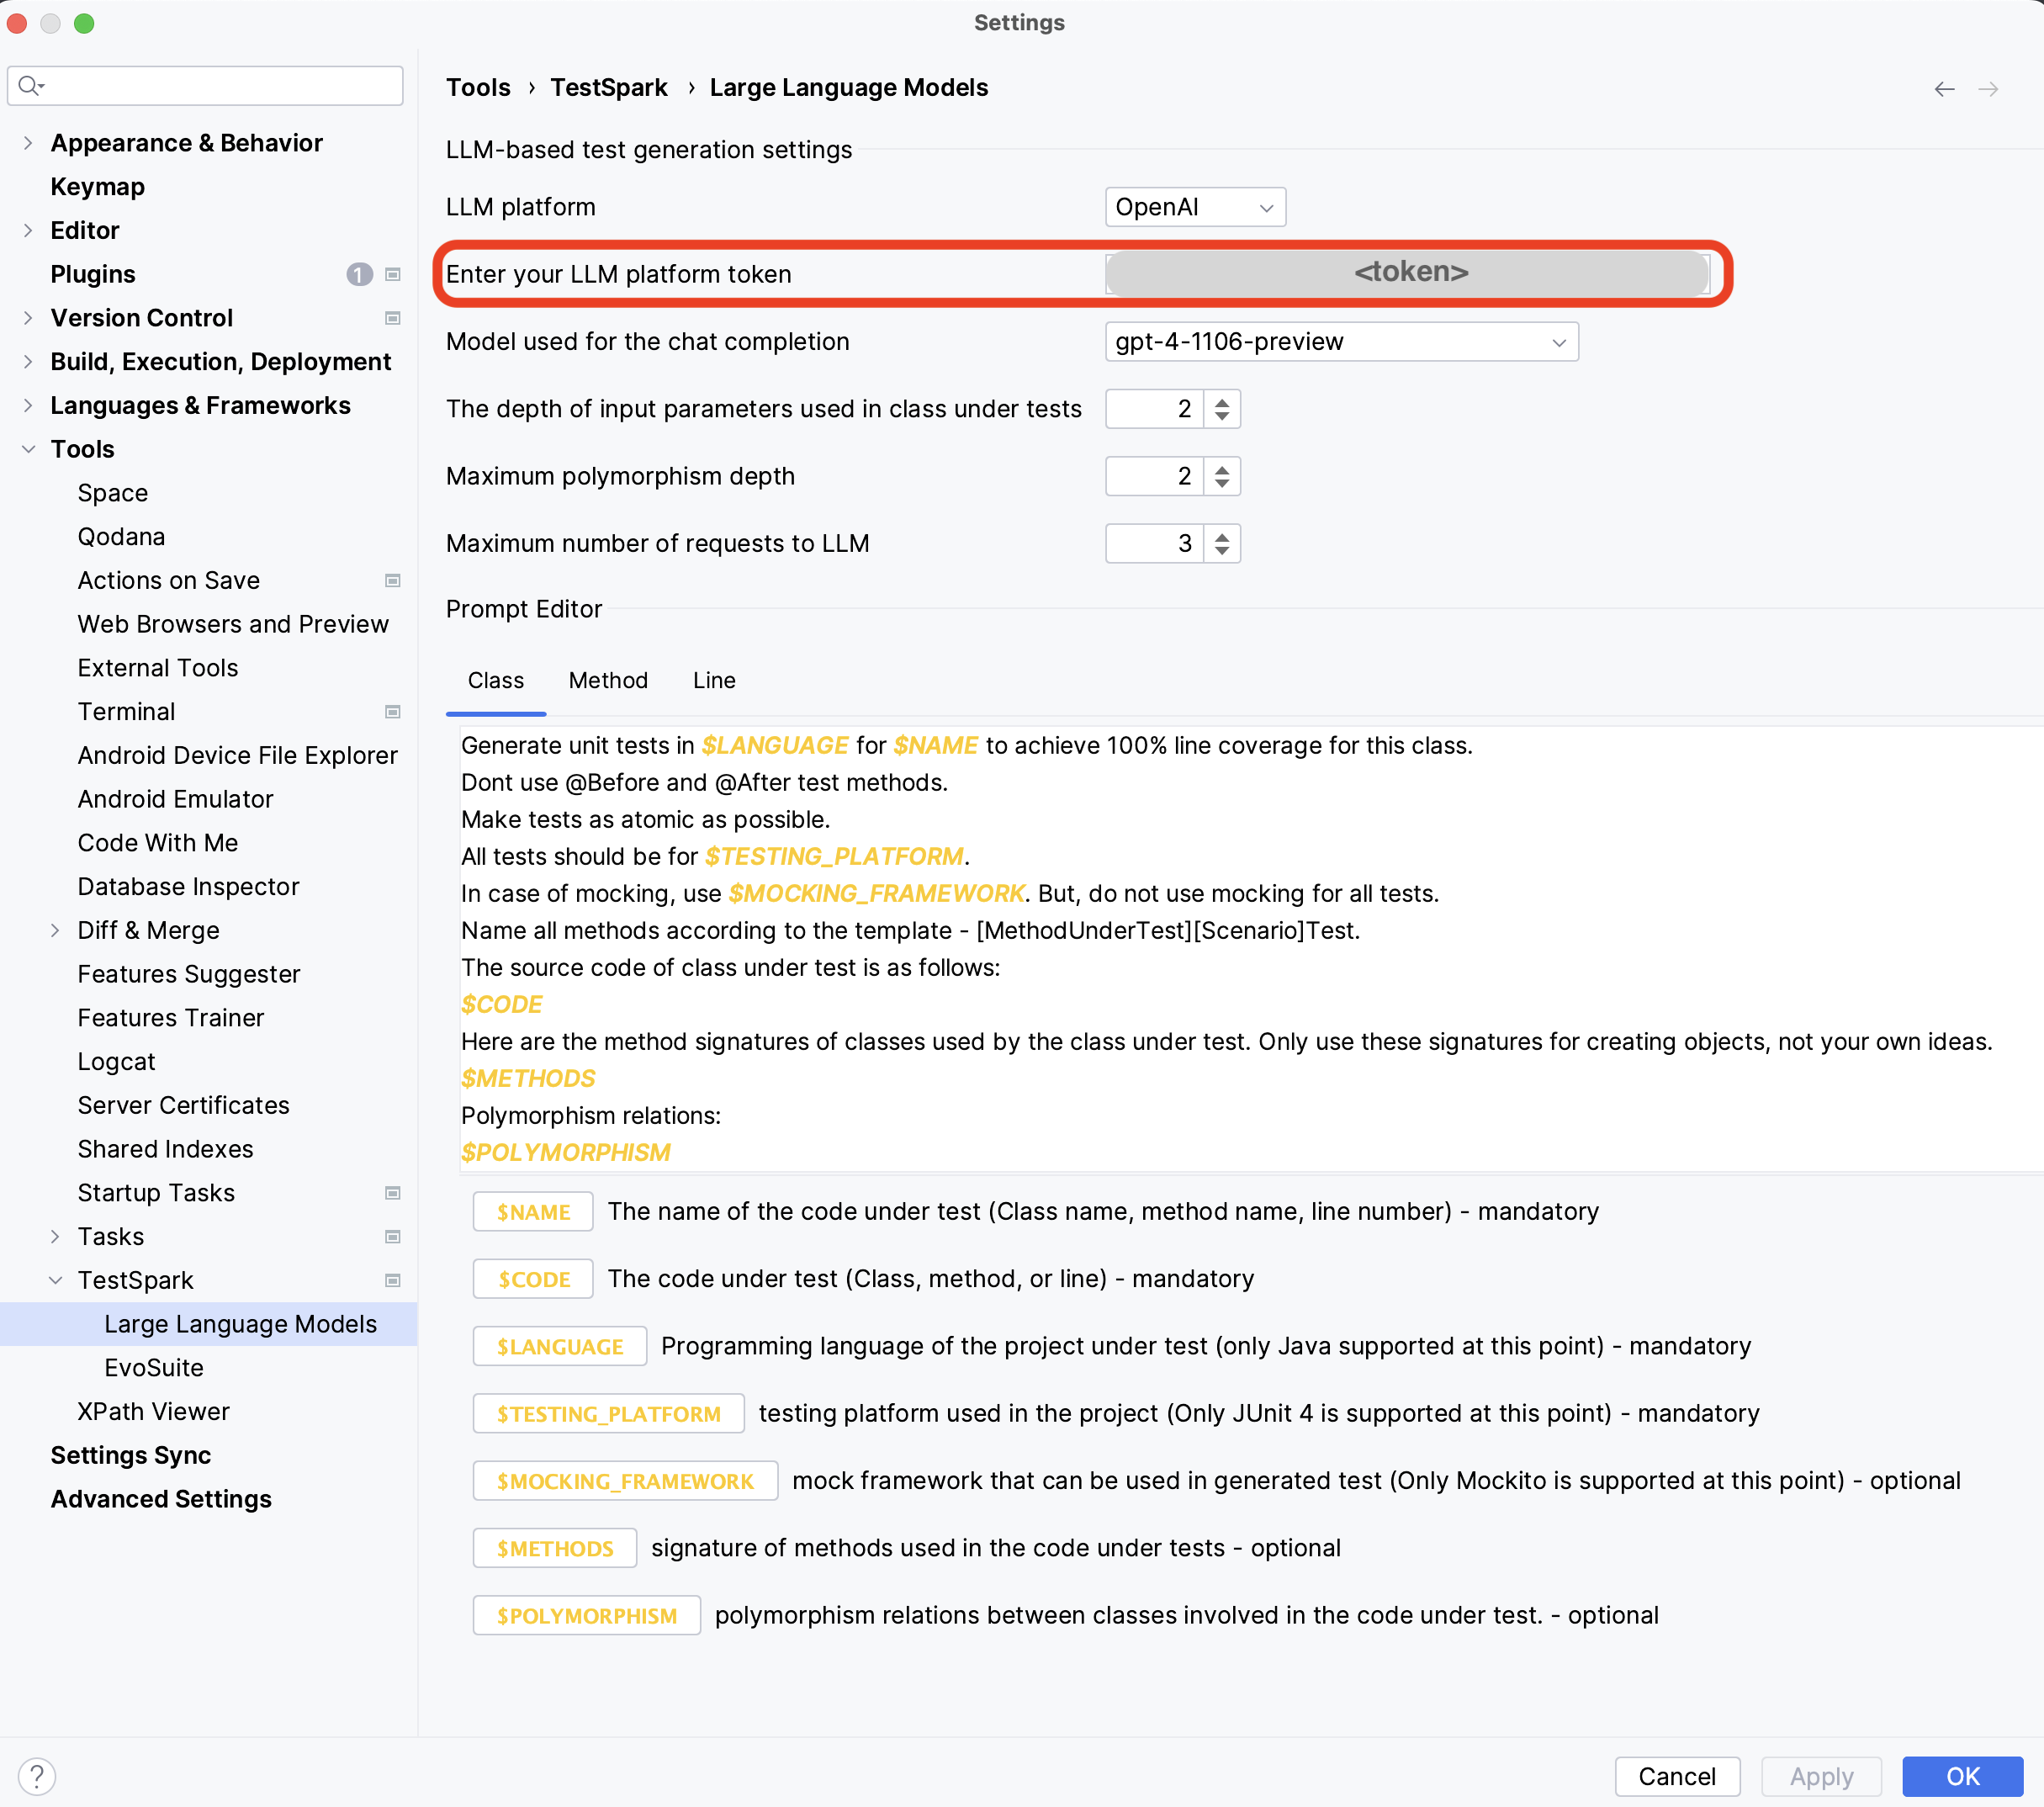 Settings
Appearance & Behavior
Keymap
Editor
Plugins 1
Version Control
Build, Execution, Deployment
Languages & Frameworks
Tools
Space
Qodana
Actions on Save
Web Browsers and Preview
External Tools
Terminal
Android Device File Explorer
Android Emulator
Code With Me
Database Inspector
Diff & Merge
Features Suggester
Features Trainer
Logcat
Server Certificates
Shared Indexes
Startup Tasks
Tasks
TestSpark
Large Language Models
EvoSuite
XPath Viewer
Settings Sync
Advanced Settings
Tools › TestSpark › Large Language Models
LLM-based test generation settings
LLM platform OpenAI
Enter your LLM platform token <token>
Model used for the chat completion gpt-4-1106-preview
The depth of input parameters used in class under tests 2
Maximum polymorphism depth 2
Maximum number of requests to LLM 3
Prompt Editor
Class Method Line
Generate unit tests in $LANGUAGE for $NAME to achieve 100% line coverage for this class.
Dont use @Before and @After test methods.
Make tests as atomic as possible.
All tests should be for $TESTING_PLATFORM.
In case of mocking, use $MOCKING_FRAMEWORK. But, do not use mocking for all tests.
Name all methods according to the template - [MethodUnderTest][Scenario]Test.
The source code of class under test is as follows:
$CODE
Here are the method signatures of classes used by the class under test. Only use these signatures for creating objects, not your own ideas.
$METHODS
Polymorphism relations:
$POLYMORPHISM
$NAME The name of the code under test (Class name, method name, line number) - mandatory
$CODE The code under test (Class, method, or line) - mandatory
$LANGUAGE Programming language of the project under test (only Java supported at this point) - mandatory
$TESTING_PLATFORM testing platform used in the project (Only JUnit 4 is supported at this point) - mandatory
$MOCKING_FRAMEWORK mock framework that can be used in generated test (Only Mockito is supported at this point) - optional
$METHODS signature of methods used in the code under tests - optional
$POLYMORPHISM polymorphism relations between classes involved in the code under test. - optional
? Cancel Apply OK